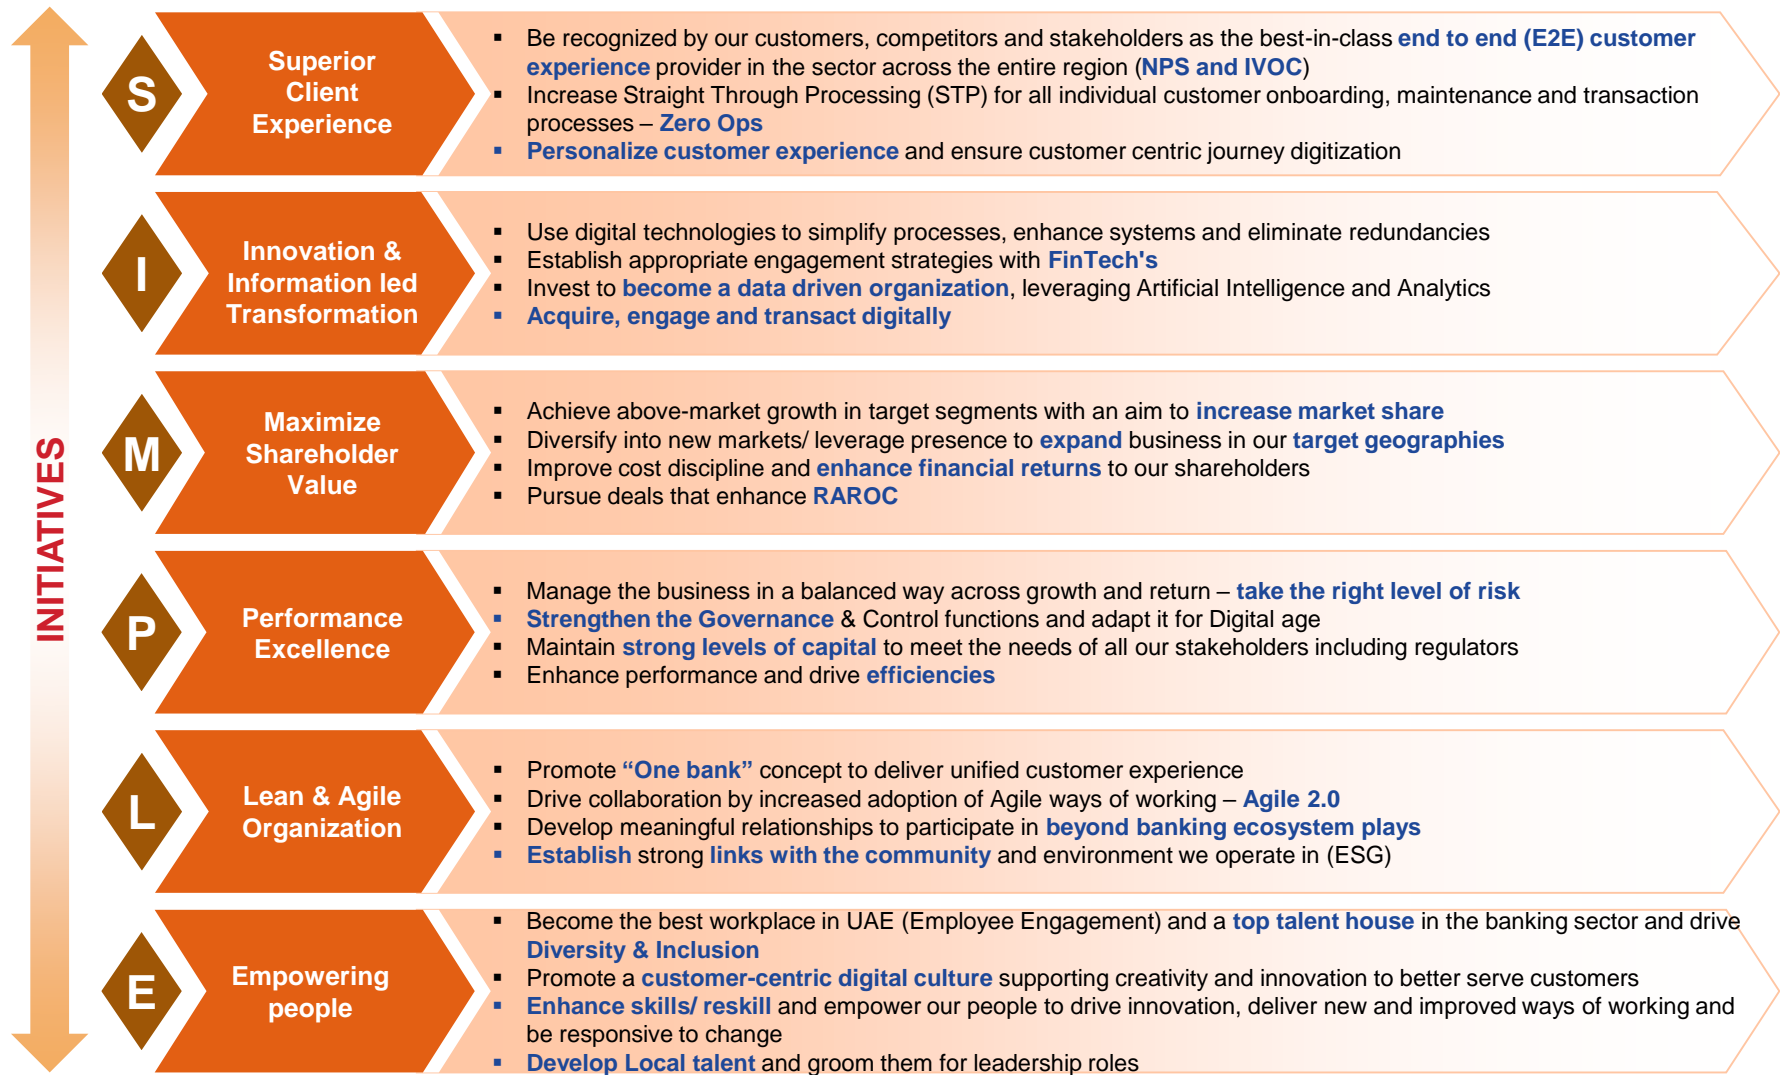 INITIATIVES
S
Superior
Client
Experience
▪ Be recognized by our customers, competitors and stakeholders as the best-in-class end to end (E2E) customer
experience provider in the sector across the entire region (NPS and IVOC)
▪ Increase Straight Through Processing (STP) for all individual customer onboarding, maintenance and transaction
processes – Zero Ops
▪ Personalize customer experience and ensure customer centric journey digitization
I
Innovation &
Information led
Transformation
▪ Use digital technologies to simplify processes, enhance systems and eliminate redundancies
▪ Establish appropriate engagement strategies with FinTech's
▪ Invest to become a data driven organization, leveraging Artificial Intelligence and Analytics
▪ Acquire, engage and transact digitally
M
Maximize
Shareholder
Value
▪ Achieve above-market growth in target segments with an aim to increase market share
▪ Diversify into new markets/ leverage presence to expand business in our target geographies
▪ Improve cost discipline and enhance financial returns to our shareholders
▪ Pursue deals that enhance RAROC
P
Performance
Excellence
▪ Manage the business in a balanced way across growth and return – take the right level of risk
▪ Strengthen the Governance & Control functions and adapt it for Digital age
▪ Maintain strong levels of capital to meet the needs of all our stakeholders including regulators
▪ Enhance performance and drive efficiencies
L
Lean & Agile
Organization
▪ Promote “One bank” concept to deliver unified customer experience
▪ Drive collaboration by increased adoption of Agile ways of working – Agile 2.0
▪ Develop meaningful relationships to participate in beyond banking ecosystem plays
▪ Establish strong links with the community and environment we operate in (ESG)
E
Empowering
people
▪ Become the best workplace in UAE (Employee Engagement) and a top talent house in the banking sector and drive
Diversity & Inclusion
▪ Promote a customer-centric digital culture supporting creativity and innovation to better serve customers
▪ Enhance skills/ reskill and empower our people to drive innovation, deliver new and improved ways of working and
be responsive to change
▪ Develop Local talent and groom them for leadership roles